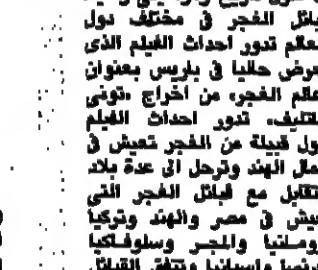 قبائل الغجر في مختلف دول
العالم تدور احداث الفيلم الذى
يعرض حاليا في باريس بعنوان
«عالم الغجر» من اخراج «تونى
جاتليف» تدور احداث الفيلم
حول قبيلة من الغجر تعيش في
شمال الهند وترحل الى عدة بلاد
لتتقابل مع قبائل الغجر التي
تعيش في مصر والهند وتركيا
ورومانيا والمجر وسلوفاكيا
وفرنسا واسبانيا وتتفق القبائل